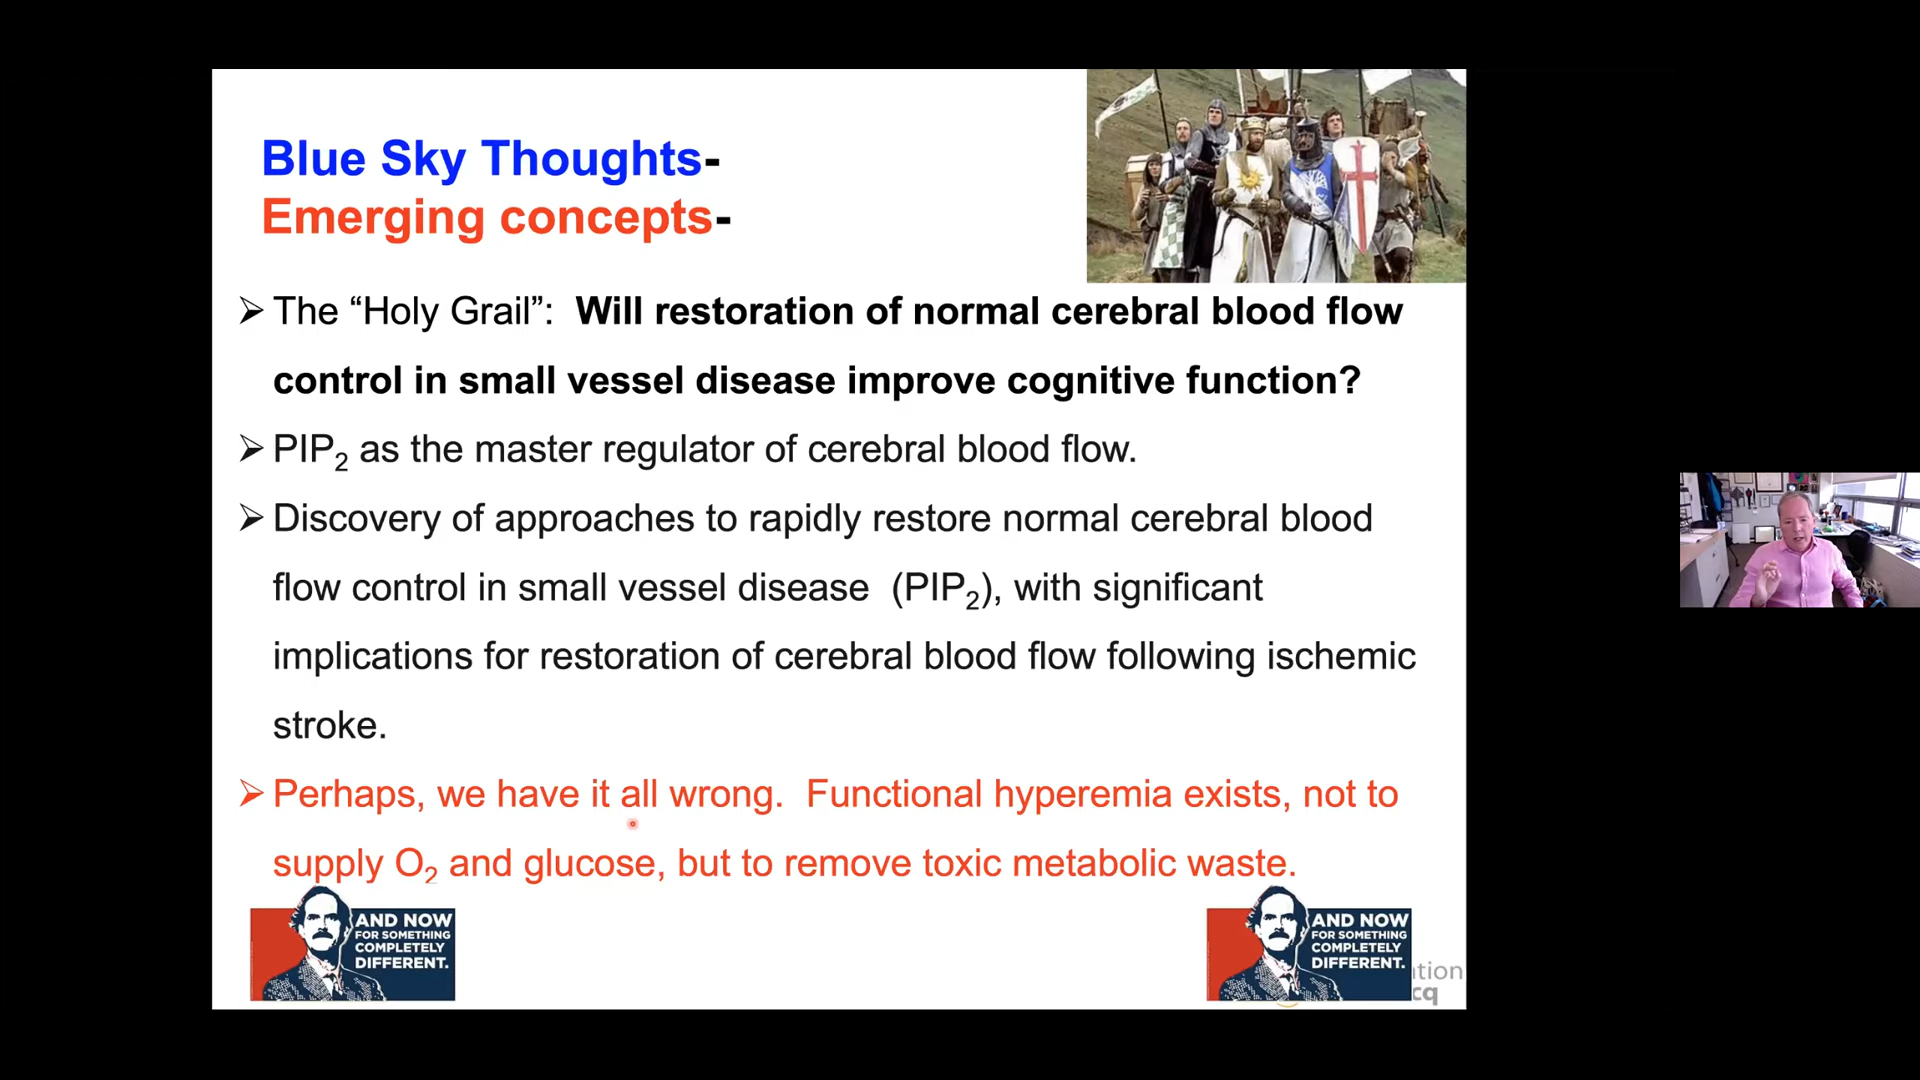 Blue Sky Thoughts-
Emerging concepts-
➢ The “Holy Grail”: Will restoration of normal cerebral blood flow
control in small vessel disease improve cognitive function?
➢ PIP₂ as the master regulator of cerebral blood flow.
➢ Discovery of approaches to rapidly restore normal cerebral blood
flow control in small vessel disease (PIP₂), with significant
implications for restoration of cerebral blood flow following ischemic
stroke.
➢ Perhaps, we have it all wrong. Functional hyperemia exists, not to
supply O₂ and glucose, but to remove toxic metabolic waste.
AND NOW
FOR SOMETHING
COMPLETELY
DIFFERENT.
AND NOW
FOR SOMETHING
COMPLETELY
DIFFERENT.